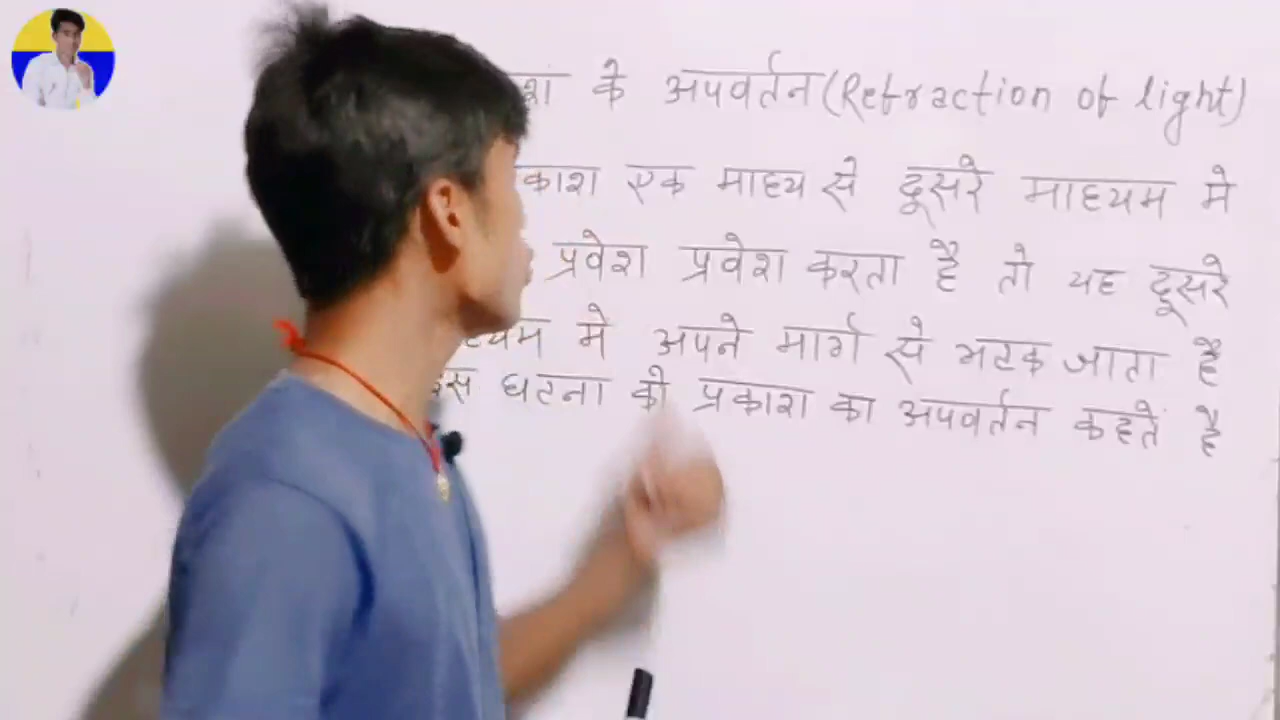 के अपवर्तन (Refraction of light)
एक माध्य से दूसरे माध्यम मे
प्रवेश प्रवेश करता है तो यह दूसरे
मे अपने मार्ग से भटक जाता है
घटना को प्रकाश का अपवर्तन कहते है